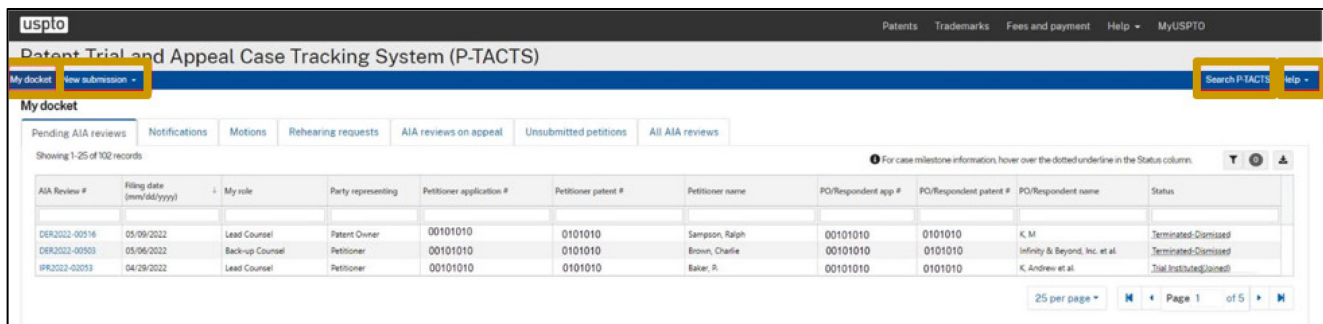 uspto Patents Trademarks Fees and payment Help MyUSPTO
Patent Trial and Appeal Case Tracking System (P-TACTS)
My docket New submission Search P-TACTS Help
My docket
Pending AIA reviews Notifications Motions Rehearing requests AIA reviews on appeal Unsubmitted petitions All AIA reviews
Showing 1-25 of 102 records For case milestone information, hover over the dotted underline in the Status column. 0
AIA Review # Filing date (mm/dd/yyyy) My role Party representing Petitioner application # Petitioner patent # Petitioner name PO/Respondent app # PO/Respondent patent # PO/Respondent name Status
DER2022-00516 05/09/2022 Lead Counsel Patent Owner 00101010 0101010 Sampson, Ralph 00101010 0101010 K, M Terminated-Dismissed
DER2022-00503 05/06/2022 Back-up Counsel Petitioner 00101010 0101010 Brown, Charlie 00101010 0101010 Infinity & Beyond, Inc. et al. Terminated-Dismissed
IPR2022-02053 04/29/2022 Lead Counsel Petitioner 00101010 0101010 Baker, P. 00101010 0101010 K, Andrew et al. Trial Instituted(Joined)
25 per page Page 1 of 5